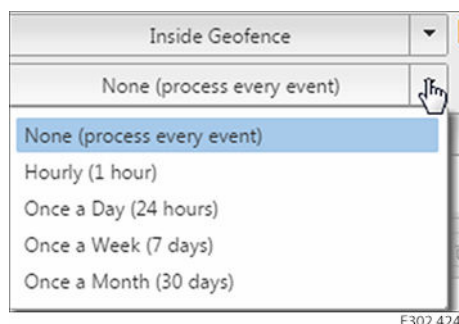 Inside Geofence
None (process every event)
None (process every event)
Hourly (1 hour)
Once a Day (24 hours)
Once a Week (7 days)
Once a Month (30 days)
F302 424